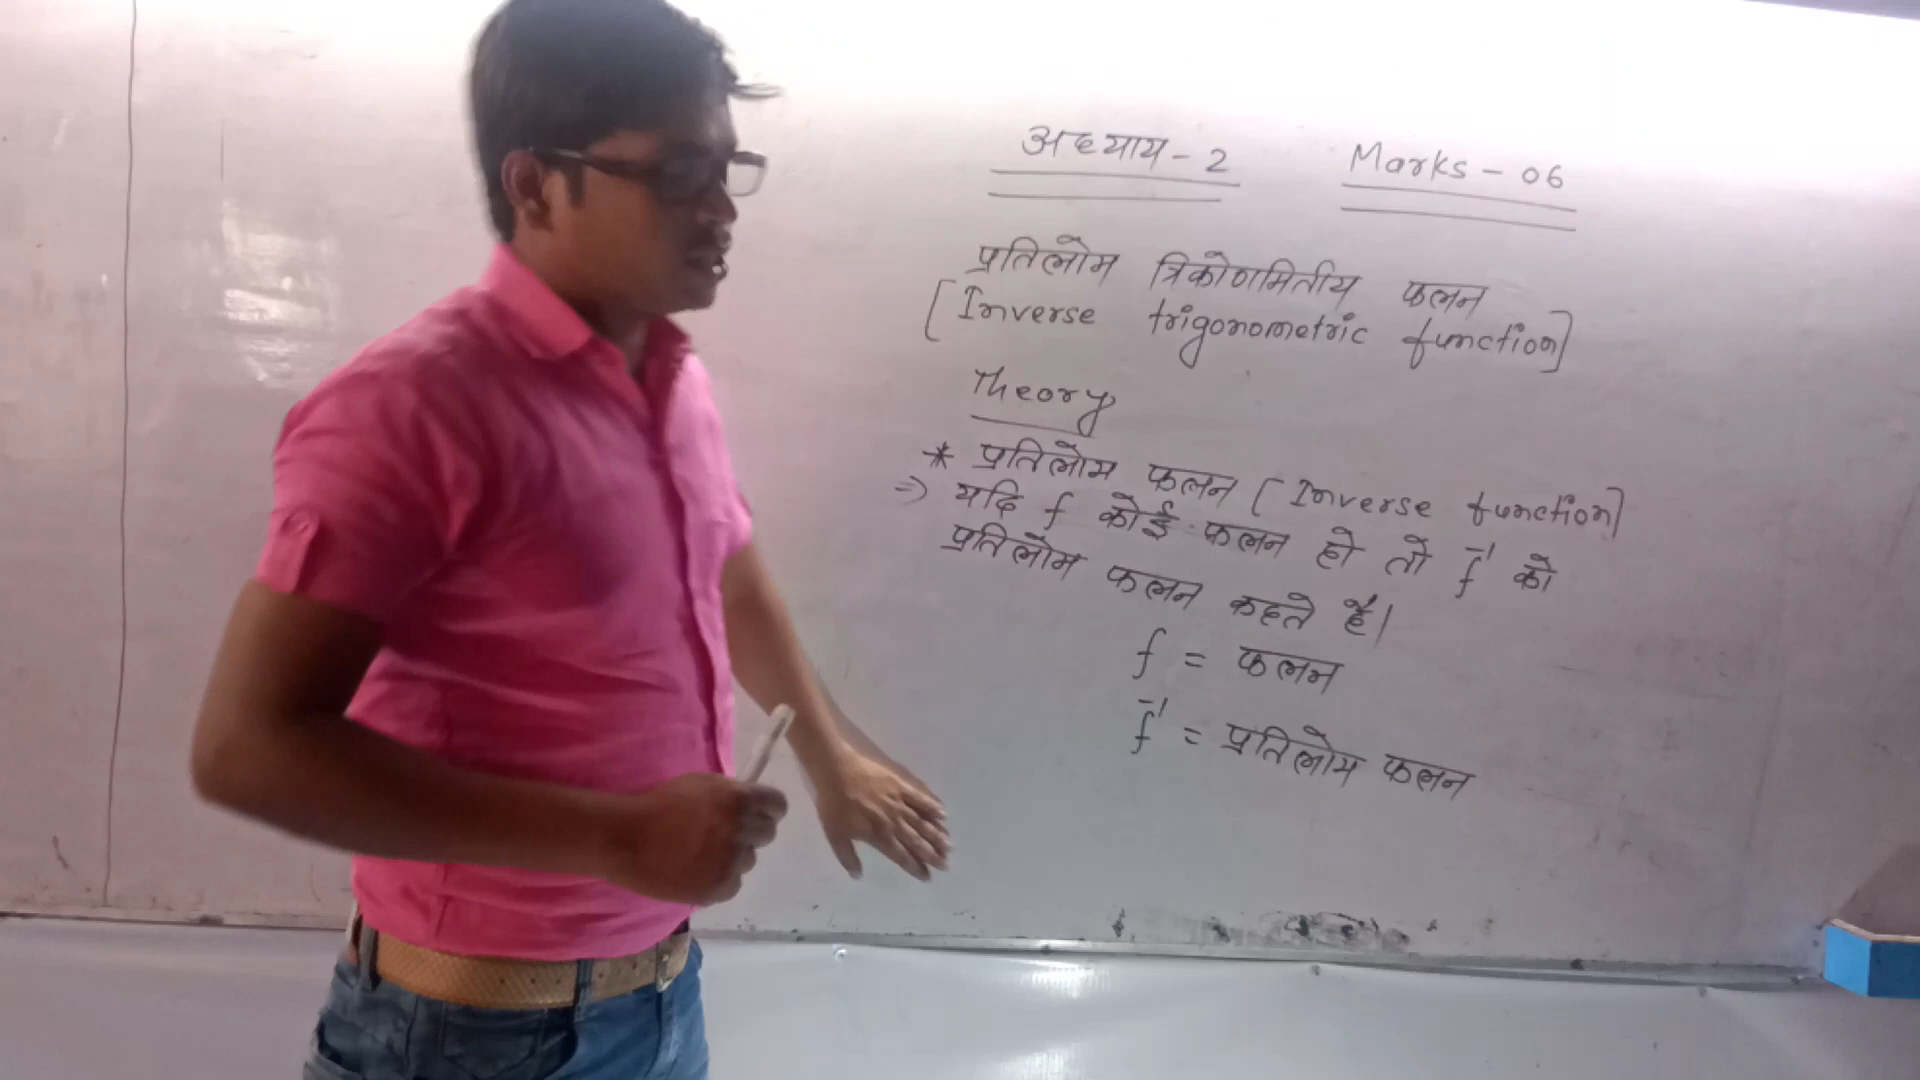 अध्याय - 2 Marks - 06
प्रतिलोम त्रिकोणमितीय फलन
[Inverse trigonometric function]
Theory
* प्रतिलोम फलन [Inverse function]
⇒ यदि f कोई फलन हो तो f⁻¹ को
प्रतिलोम फलन कहते है।
f = फलन
f⁻¹ = प्रतिलोम फलन